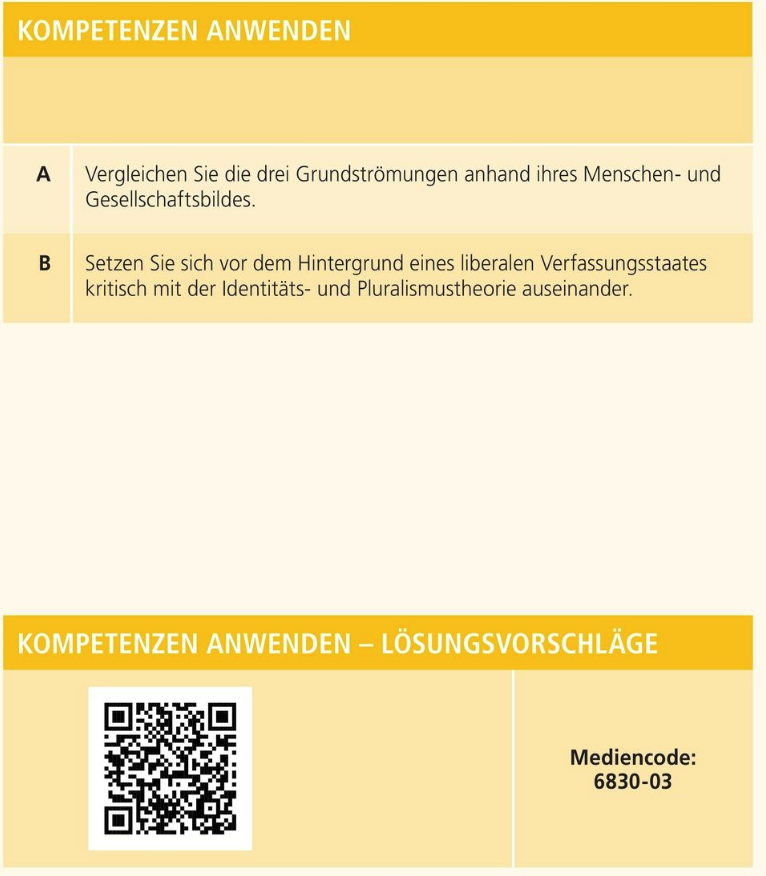 KOMPETENZEN ANWENDEN
A Vergleichen Sie die drei Grundströmungen anhand ihres Menschen- und
Gesellschaftsbildes.
B Setzen Sie sich vor dem Hintergrund eines liberalen Verfassungsstaates
kritisch mit der Identitäts- und Pluralismustheorie auseinander.
KOMPETENZEN ANWENDEN – LÖSUNGSVORSCHLÄGE
Mediencode:
6830-03